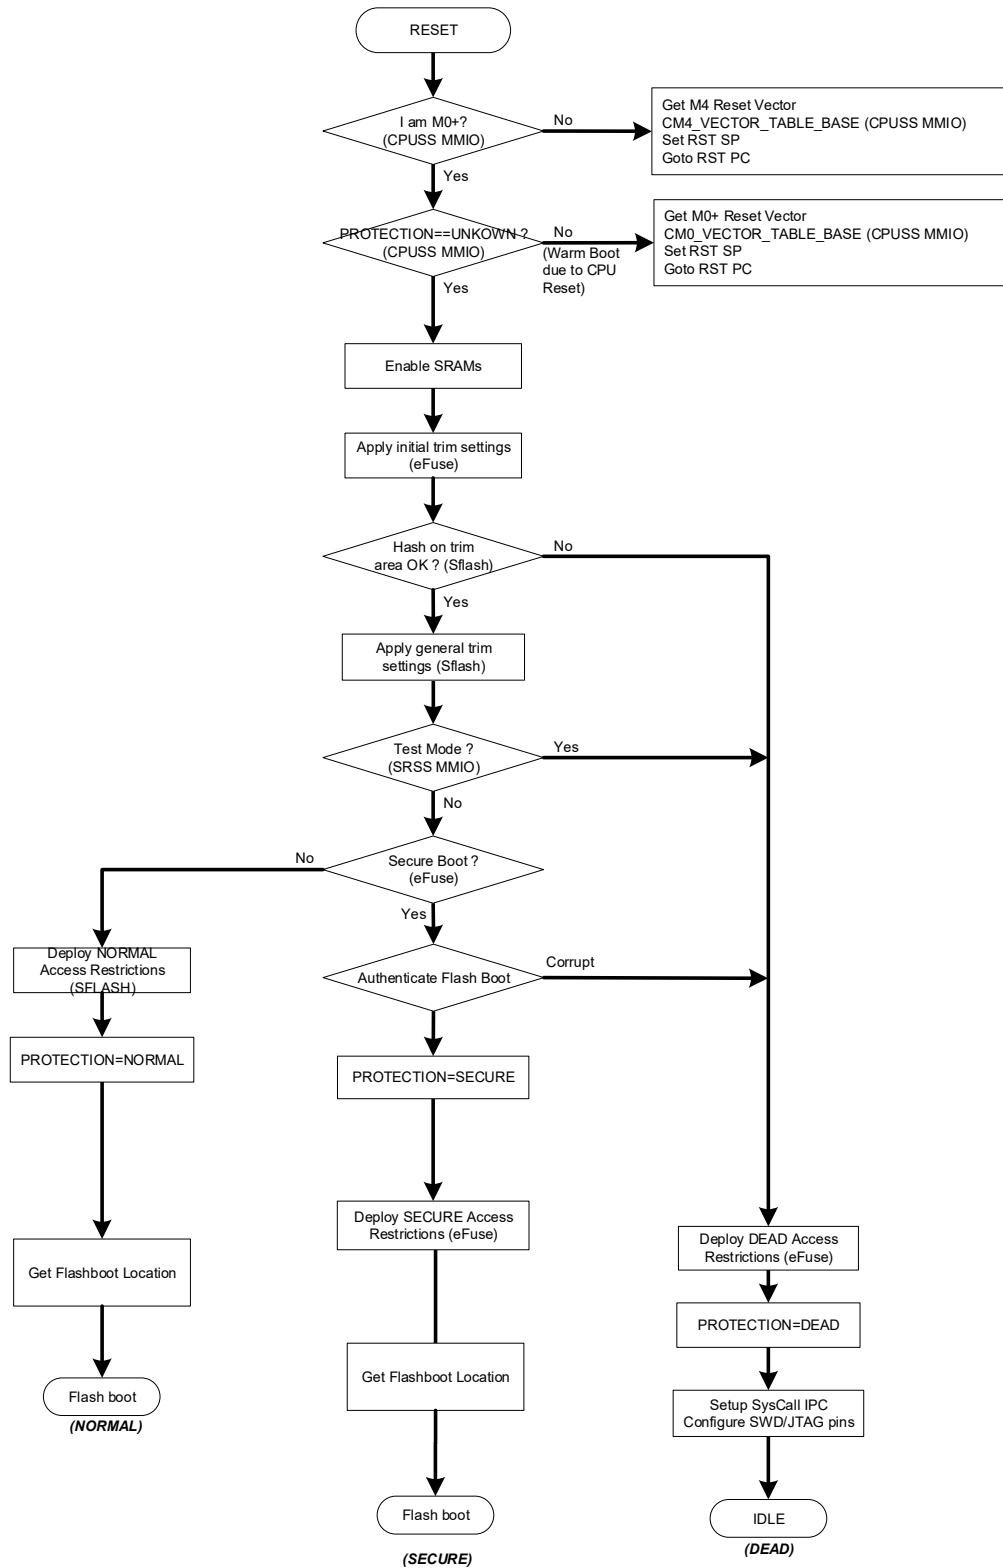 RESET
I am M0+?
(CPUSS MMIO)
No
Get M4 Reset Vector
CM4_VECTOR_TABLE_BASE (CPUSS MMIO)
Set RST SP
Goto RST PC
Yes
PROTECTION==UNKOWN ?
(CPUSS MMIO)
No
(Warm Boot
due to CPU
Reset)
Get M0+ Reset Vector
CM0_VECTOR_TABLE_BASE (CPUSS MMIO)
Set RST SP
Goto RST PC
Yes
Enable SRAMs
Apply initial trim settings
(eFuse)
Hash on trim
area OK ? (Sflash)
No
Yes
Apply general trim
settings (Sflash)
Test Mode ?
(SRSS MMIO)
Yes
No
Secure Boot ?
(eFuse)
No
Yes
Deploy NORMAL
Access Restrictions
(SFLASH)
Authenticate Flash Boot
Corrupt
PROTECTION=NORMAL
PROTECTION=SECURE
Deploy SECURE Access
Restrictions (eFuse)
Deploy DEAD Access
Restrictions (eFuse)
Get Flashboot Location
PROTECTION=DEAD
Get Flashboot Location
Flash boot
(NORMAL)
Setup SysCall IPC
Configure SWD/JTAG pins
Flash boot
(SECURE)
IDLE
(DEAD)